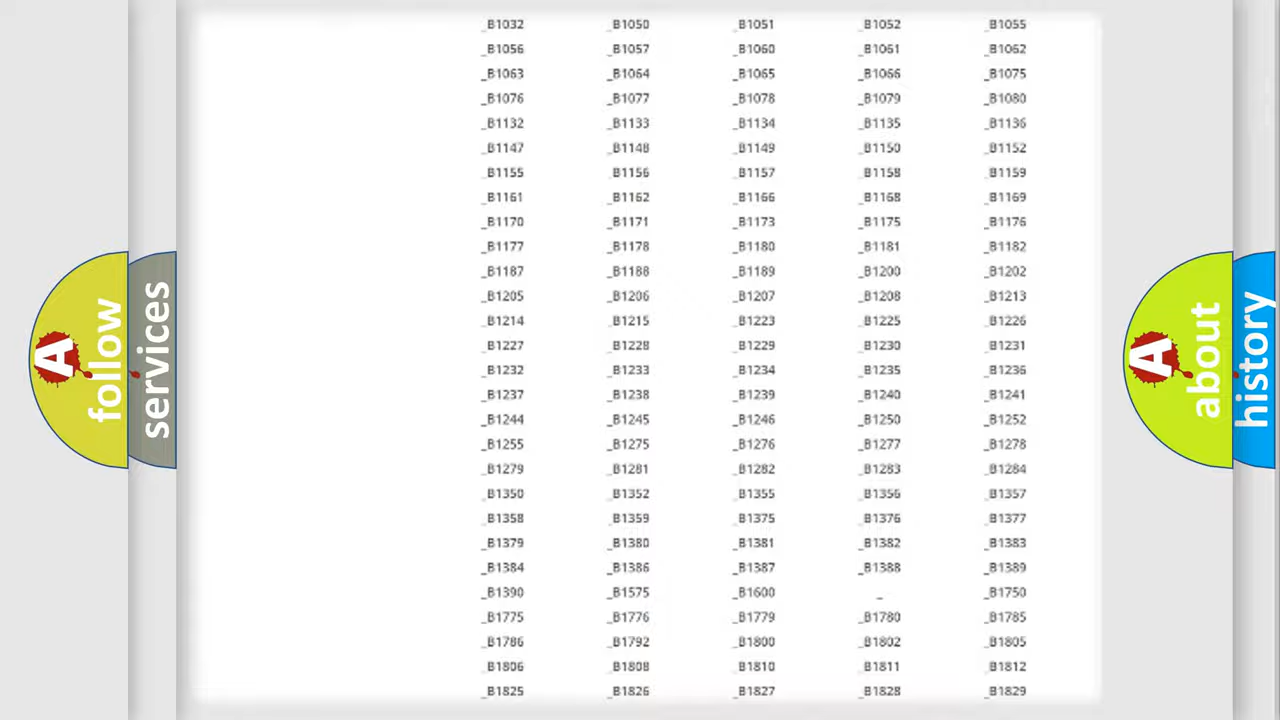 _B1032 _B1050 _B1051 _B1052 _B1055
_B1056 _B1057 _B1060 _B1061 _B1062
_B1063 _B1064 _B1065 _B1066 _B1075
_B1076 _B1077 _B1078 _B1079 _B1080
_B1132 _B1133 _B1134 _B1135 _B1136
_B1147 _B1148 _B1149 _B1150 _B1152
_B1155 _B1156 _B1157 _B1158 _B1159
_B1161 _B1162 _B1166 _B1168 _B1169
_B1170 _B1171 _B1173 _B1175 _B1176
_B1177 _B1178 _B1180 _B1181 _B1182
_B1187 _B1188 _B1189 _B1200 _B1202
_B1205 _B1206 _B1207 _B1208 _B1213
_B1214 _B1215 _B1223 _B1225 _B1226
_B1227 _B1228 _B1229 _B1230 _B1231
_B1232 _B1233 _B1234 _B1235 _B1236
_B1237 _B1238 _B1239 _B1240 _B1241
_B1244 _B1245 _B1246 _B1250 _B1252
_B1255 _B1275 _B1276 _B1277 _B1278
_B1279 _B1281 _B1282 _B1283 _B1284
_B1350 _B1352 _B1355 _B1356 _B1357
_B1358 _B1359 _B1375 _B1376 _B1377
_B1379 _B1380 _B1381 _B1382 _B1383
_B1384 _B1386 _B1387 _B1388 _B1389
_B1390 _B1575 _B1600 _ _B1750
_B1775 _B1776 _B1779 _B1780 _B1785
_B1786 _B1792 _B1800 _B1802 _B1805
_B1806 _B1808 _B1810 _B1811 _B1812
_B1825 _B1826 _B1827 _B1828 _B1829
A follow
services
A about
history